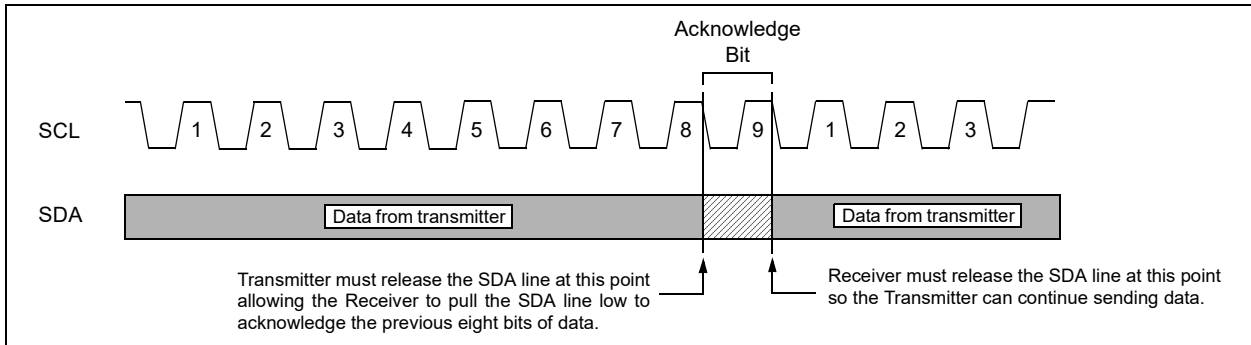 Acknowledge
Bit
SCL
1 2 3 4 5 6 7 8 9 1 2 3
SDA
Data from transmitter
Data from transmitter
Transmitter must release the SDA line at this point
allowing the Receiver to pull the SDA line low to
acknowledge the previous eight bits of data.
Receiver must release the SDA line at this point
so the Transmitter can continue sending data.